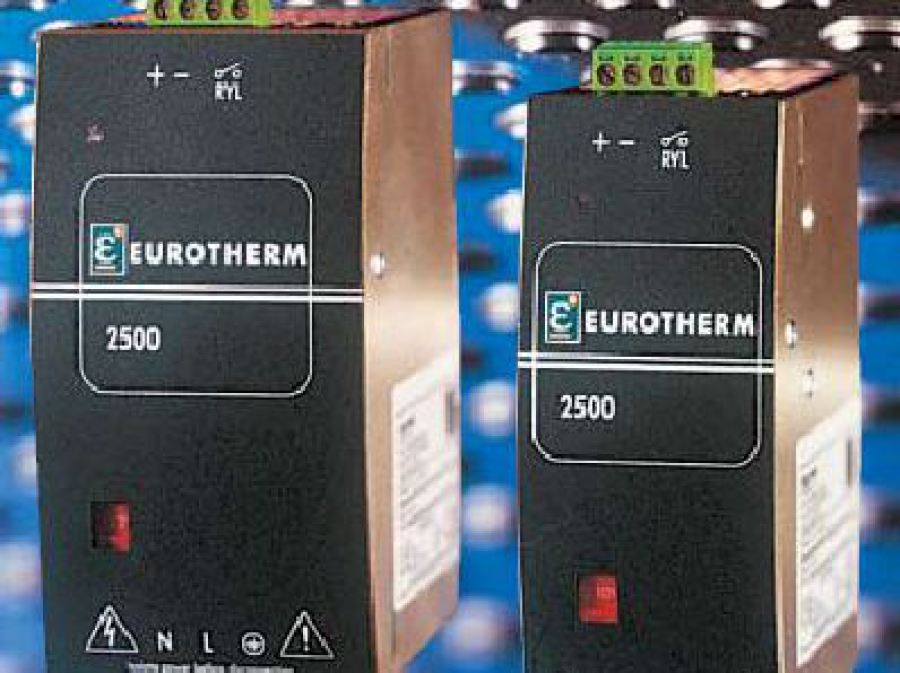 + -
RYL
ε EUROTHERM
2500
N L
+ -
RYL
ε EUROTHERM
2500